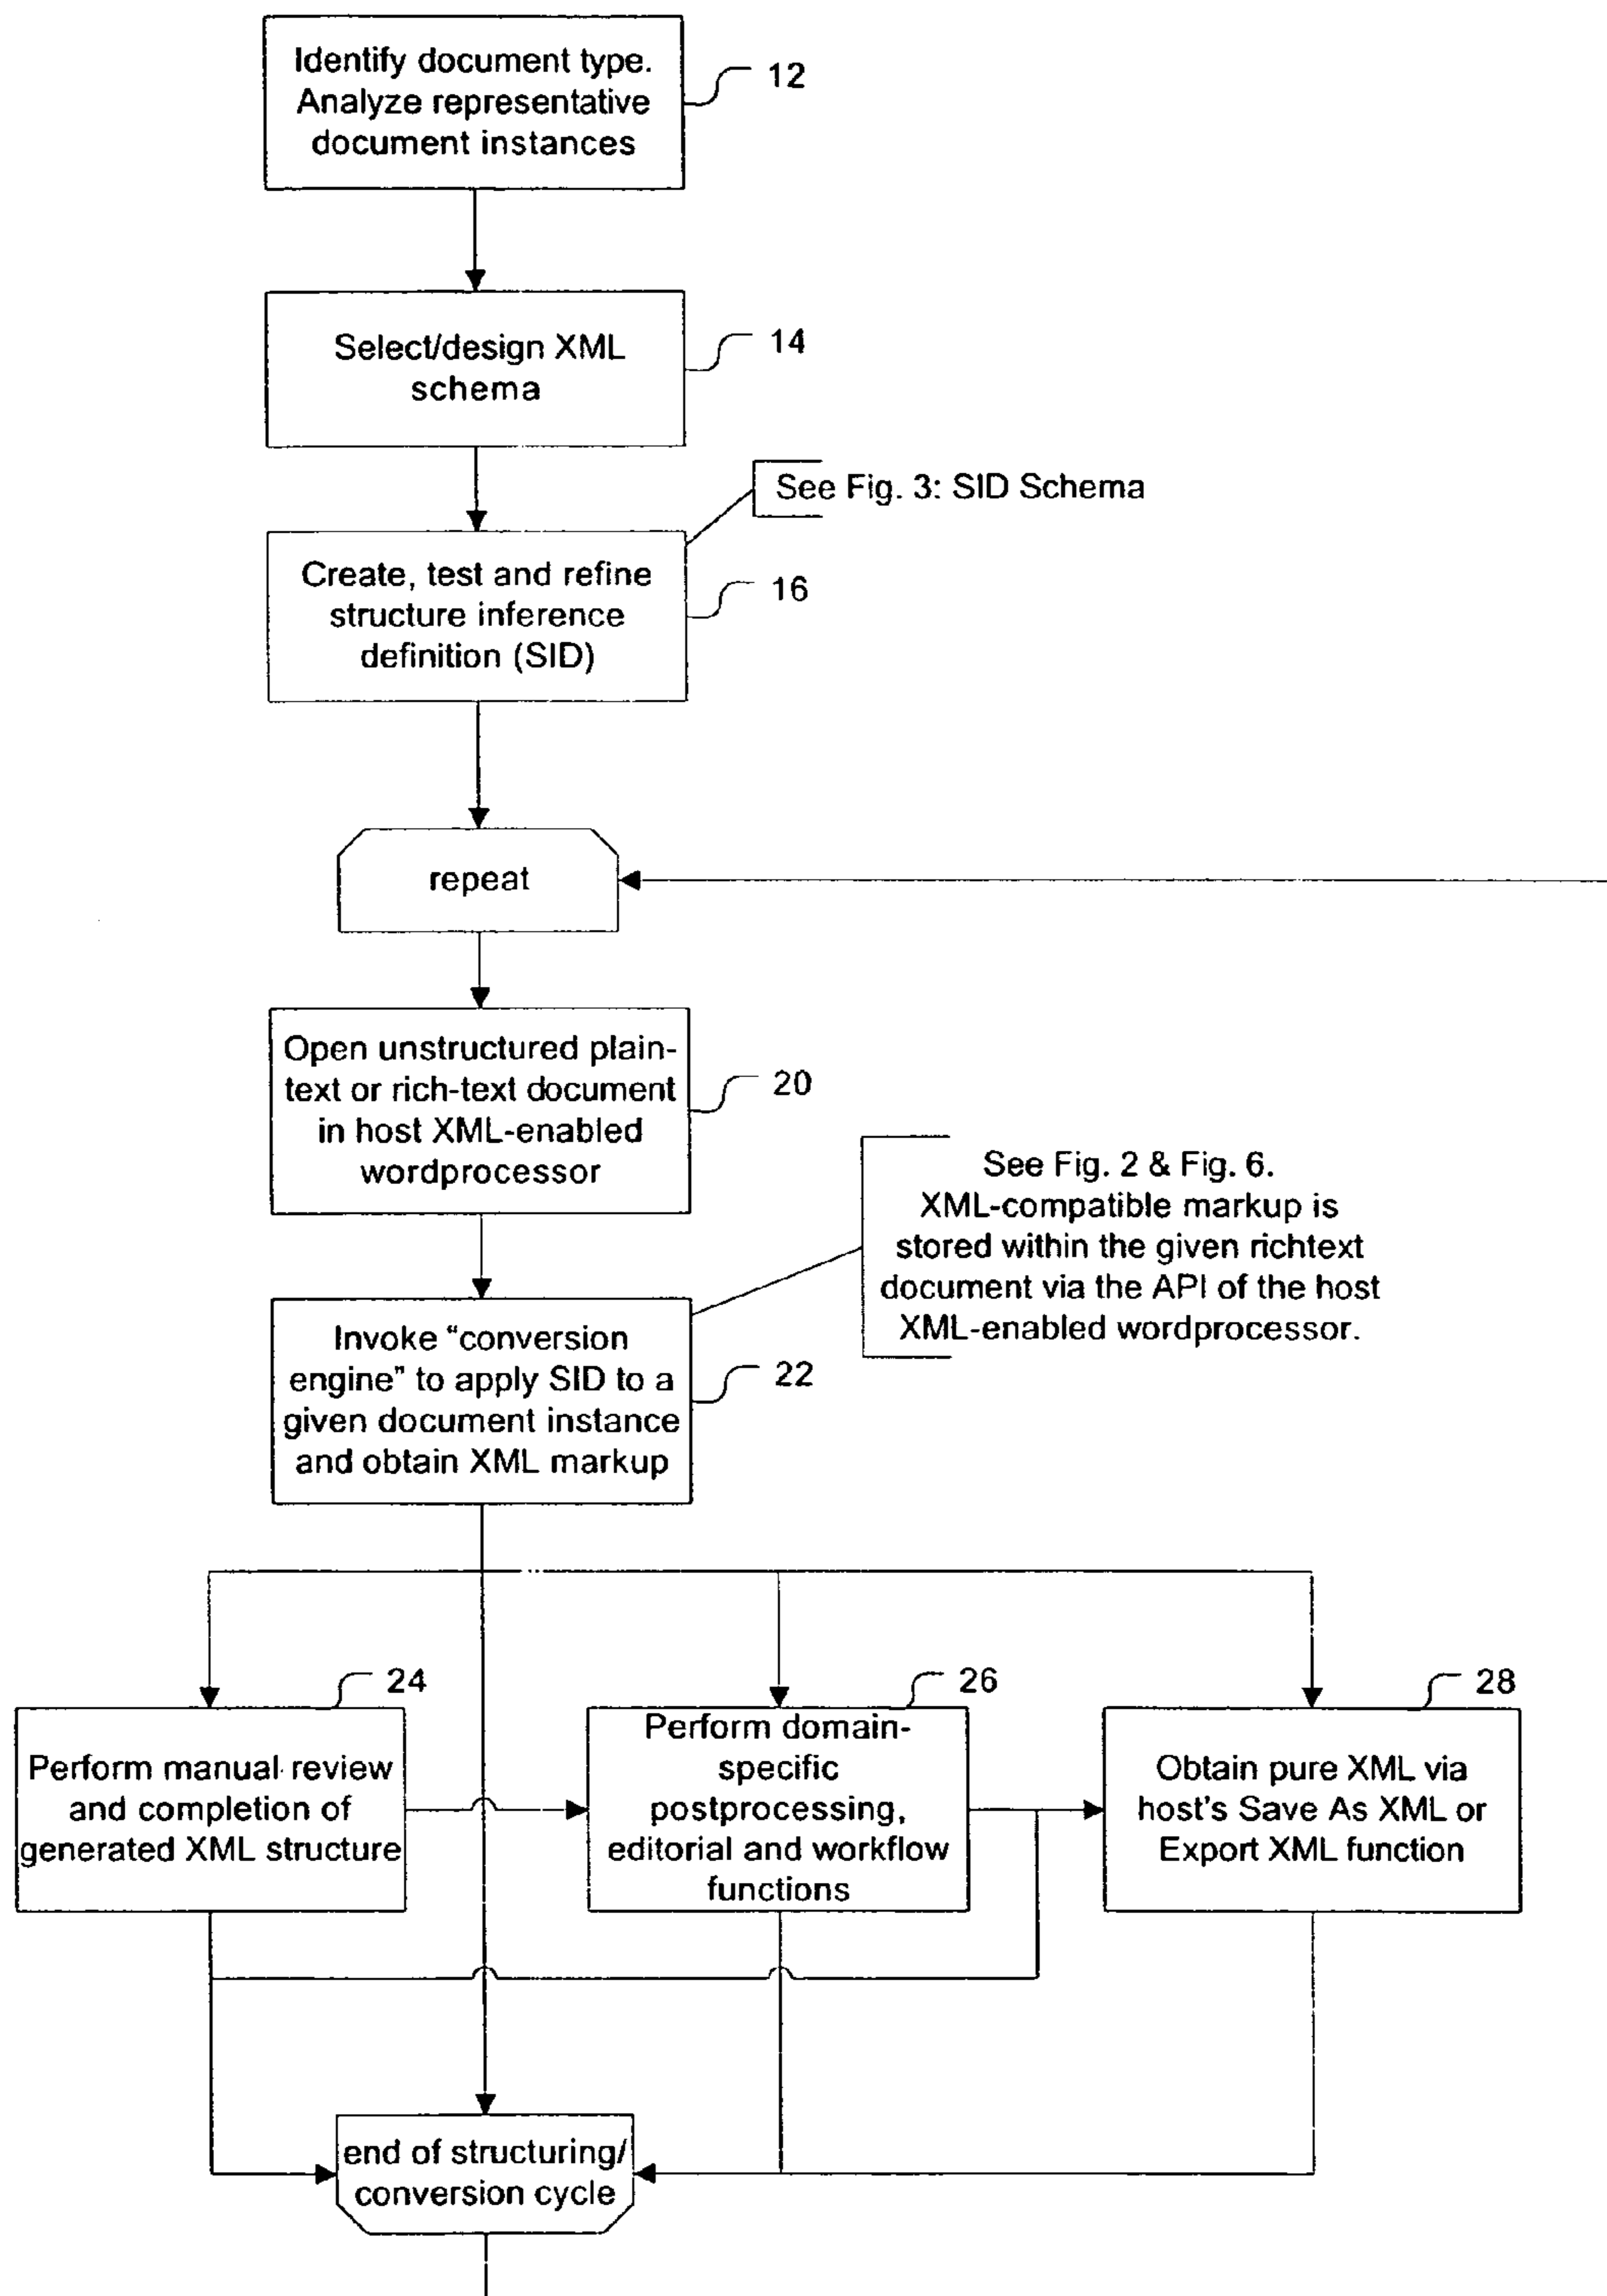 Identify document type.
Analyze representative
document instances
12
Select/design XML
schema
14
See Fig. 3: SID Schema
Create, test and refine
structure inference
definition (SID)
16
repeat
Open unstructured plain-
text or rich-text document
in host XML-enabled
wordprocessor
20
See Fig. 2 & Fig. 6.
XML-compatible markup is
stored within the given richtext
document via the API of the host
XML-enabled wordprocessor.
Invoke “conversion
engine” to apply SID to a
given document instance
and obtain XML markup
22
24
Perform manual review
and completion of
generated XML structure
26
Perform domain-
specific
postprocessing,
editorial and workflow
functions
28
Obtain pure XML via
host's Save As XML or
Export XML function
end of structuring/
conversion cycle